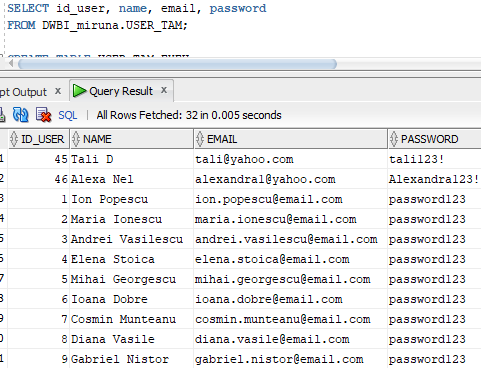 SELECT id_user, name, email, password
FROM DWBI_miruna.USER_TAM;
pt Output x Query Result x
SQL | All Rows Fetched: 32 in 0.005 seconds
ID_USER NAME EMAIL PASSWORD
1 45 Tali D tali@yahoo.com tali123!
2 46 Alexa Nel alexandra1@yahoo.com Alexandra123!
3 1 Ion Popescu ion.popescu@email.com password123
4 2 Maria Ionescu maria.ionescu@email.com password123
5 3 Andrei Vasilescu andrei.vasilescu@email.com password123
6 4 Elena Stoica elena.stoica@email.com password123
7 5 Mihai Georgescu mihai.georgescu@email.com password123
8 6 Ioana Dobre ioana.dobre@email.com password123
9 7 Cosmin Munteanu cosmin.munteanu@email.com password123
0 8 Diana Vasile diana.vasile@email.com password123
1 9 Gabriel Nistor gabriel.nistor@email.com password123